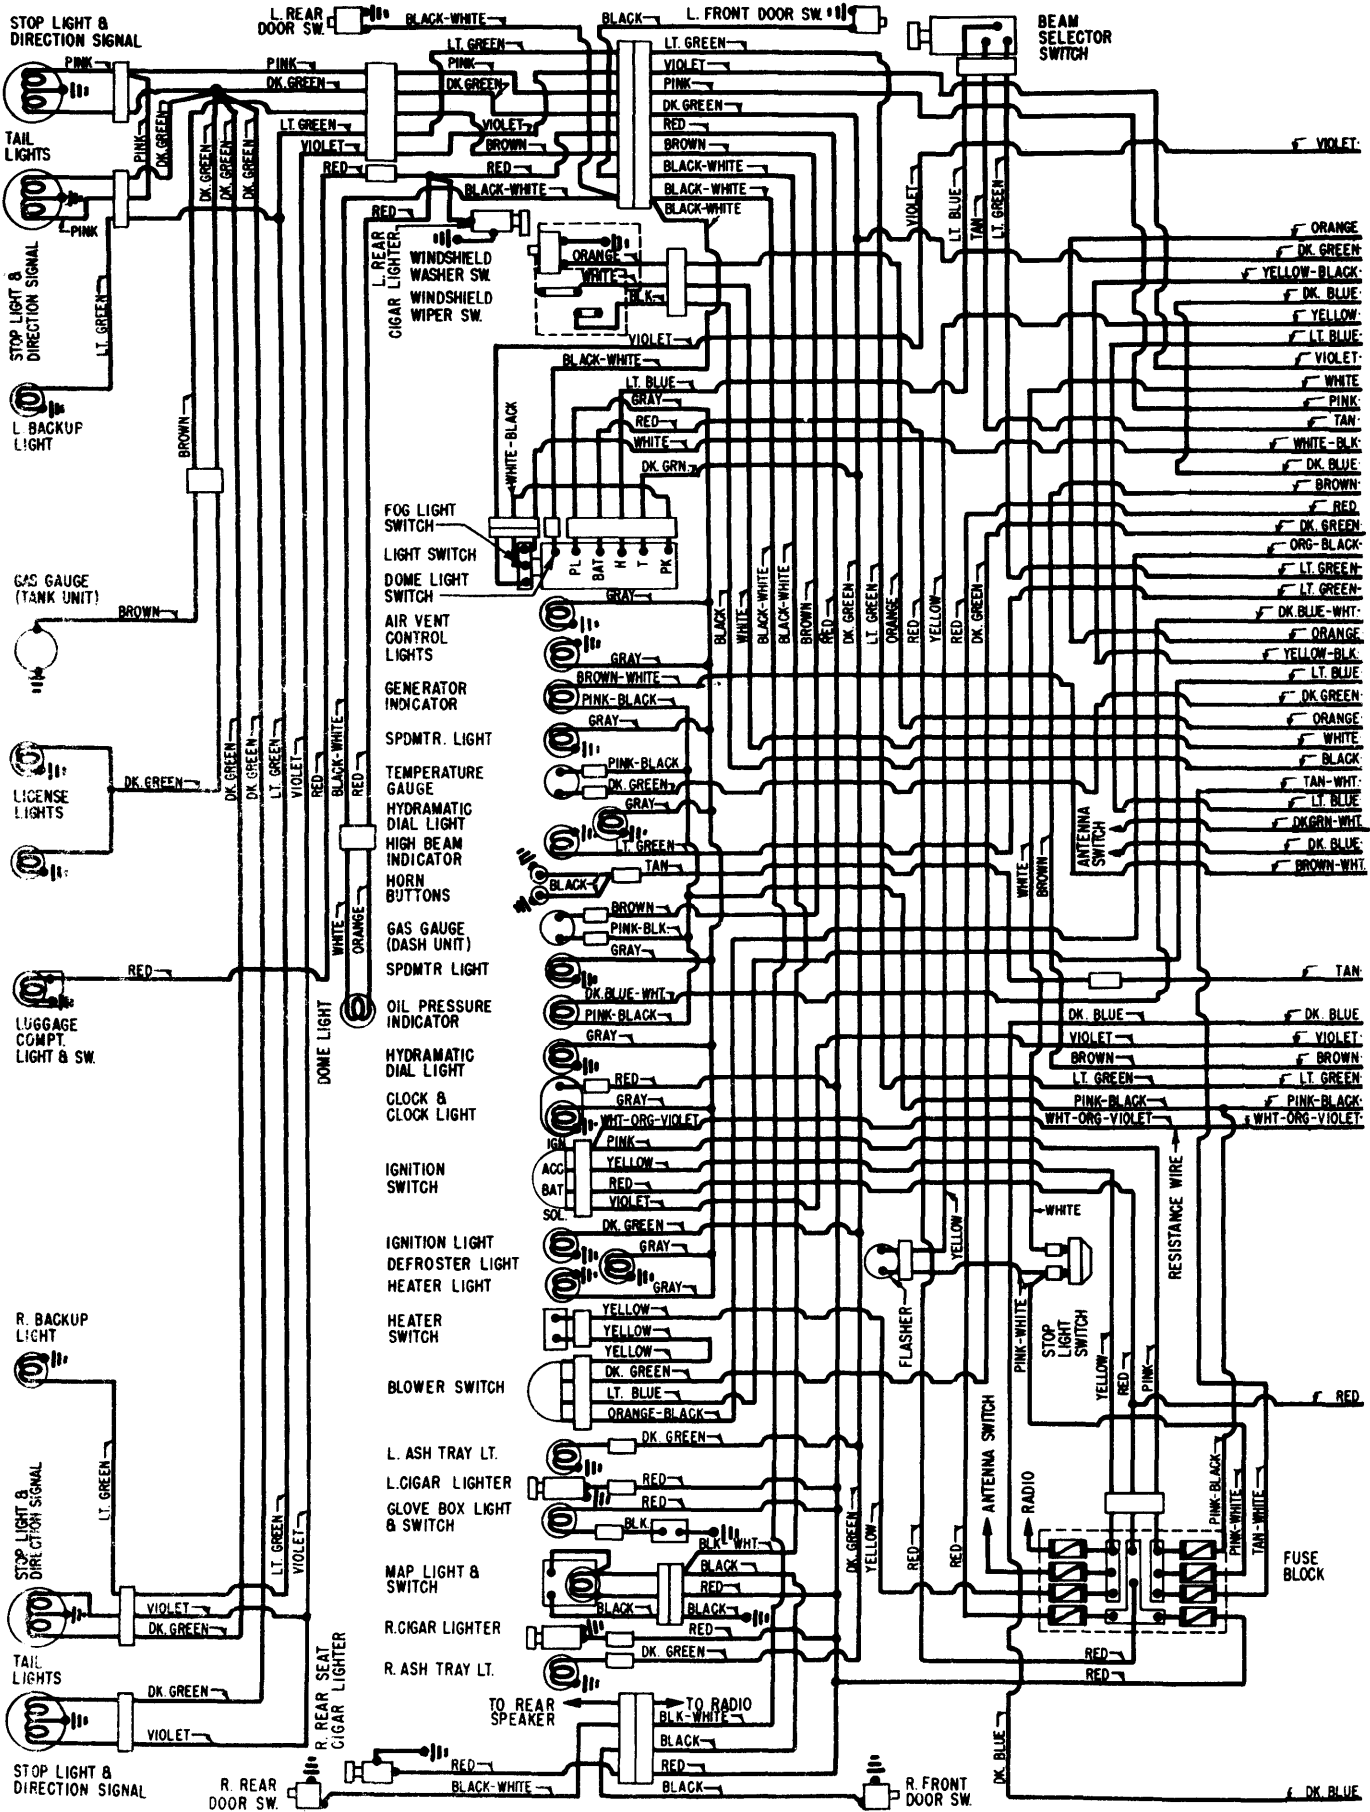 STOP LIGHT &
DIRECTION SIGNAL
L. REAR
DOOR SW.
BLACK-WHITE
BLACK
L. FRONT DOOR SW.
BEAM
SELECTOR
SWITCH
PINK
PINK
DK. GREEN
LT. GREEN
PINK
DK. GREEN
LT. GREEN
VIOLET
PINK
DK. GREEN
RED
BROWN
BLACK-WHITE
BLACK-WHITE
BLACK-WHITE
TAIL
LIGHTS
PINK
DK. GREEN
DK. GREEN
DK. GREEN
DK. GREEN
LT. GREEN
VIOLET
RED
VIOLET
BROWN
RED
BLACK-WHITE
RED
PINK
VIOLET
LT. BLUE
TAN
LT. GREEN
STOP LIGHT &
DIRECTION SIGNAL
LT. GREEN
L. REAR
CIGAR LIGHTER
WINDSHIELD
WASHER SW.
WINDSHIELD
WIPER SW.
ORANGE
WHITE
BLK
VIOLET
BLACK-WHITE
LT. BLUE
GRAY
RED
WHITE
DK. GRN.
WHITE-BLACK
L. BACKUP
LIGHT
BROWN
VIOLET
ORANGE
DK. GREEN
YELLOW-BLACK
DK. BLUE
YELLOW
LT. BLUE
VIOLET
WHITE
PINK
TAN
WHITE-BLK
DK. BLUE
BROWN
RED
DK. GREEN
ORG-BLACK
LT. GREEN
LT. GREEN
DK. BLUE-WHT.
ORANGE
YELLOW-BLK.
LT. BLUE
DK GREEN
ORANGE
WHITE
BLACK
TAN-WHT.
LT. BLUE
DKGRN-WHT
DK. BLUE
BROWN-WHT.
TAN
DK. BLUE
VIOLET
BROWN
LT. GREEN
PINK-BLACK
WHT-ORG-VIOLET
FOG LIGHT
SWITCH
LIGHT SWITCH
DOME LIGHT
SWITCH
PL
BAT
H
T
PK
GAS GAUGE
(TANK UNIT)
BROWN
AIR VENT
CONTROL
LIGHTS
GRAY
GRAY
BLACK
WHITE
BLACK-WHITE
BLACK-WHITE
BROWN
RED
DK. GREEN
LT. GREEN
ORANGE
RED
YELLOW
RED
DK. GREEN
GENERATOR
INDICATOR
BROWN-WHITE
PINK-BLACK
SPDMTR. LIGHT
GRAY
TEMPERATURE
GAUGE
PINK-BLACK
DK. GREEN
HYDRAMATIC
DIAL LIGHT
GRAY
HIGH BEAM
INDICATOR
LT. GREEN
HORN
BUTTONS
BLACK
TAN
GAS GAUGE
(DASH UNIT)
BROWN
PINK-BLK
SPDMTR LIGHT
GRAY
OIL PRESSURE
INDICATOR
DK. BLUE-WHT.
PINK-BLACK
HYDRAMATIC
DIAL LIGHT
GRAY
CLOCK &
CLOCK LIGHT
RED
GRAY
WHT-ORG-VIOLET
IGNITION
SWITCH
IGN
ACC
BAT
SOL.
PINK
YELLOW
RED
VIOLET
IGNITION LIGHT
DK. GREEN
DEFROSTER LIGHT
GRAY
HEATER LIGHT
GRAY
HEATER
SWITCH
YELLOW
YELLOW
YELLOW
BLOWER SWITCH
DK. GREEN
LT. BLUE
ORANGE-BLACK
L. ASH TRAY LT.
DK. GREEN
L.CIGAR LIGHTER
RED
GLOVE BOX LIGHT
& SWITCH
RED
BLK
BLK WHT.
MAP LIGHT &
SWITCH
BLACK
RED
BLACK
BLACK
R.CIGAR LIGHTER
RED
R. ASH TRAY LT.
DK. GREEN
TO REAR
SPEAKER
TO RADIO
BLK-WHITE
BLACK
RED
BLACK
LICENSE
LIGHTS
DK. GREEN
DK. GREEN
DK. GREEN
LT. GREEN
VIOLET
RED
BLACK-WHITE
RED
WHITE
ORANGE
DOME LIGHT
LUGGAGE
COMPT.
LIGHT & SW.
RED
R. BACKUP
LIGHT
LT. GREEN
STOP LIGHT &
DIRECTION SIGNAL
LT. GREEN
VIOLET
VIOLET
DK. GREEN
TAIL
LIGHTS
DK. GREEN
VIOLET
STOP LIGHT &
DIRECTION SIGNAL
R. REAR SEAT
CIGAR LIGHTER
R. REAR
DOOR SW.
RED
BLACK-WHITE
R. FRONT
DOOR SW.
ANTENNA
SWITCH
WHITE
BROWN
DK. BLUE
VIOLET
BROWN
LT. GREEN
PINK-BLACK
WHT-ORG-VIOLET
RESISTANCE WIRE
WHITE
YELLOW
FLASHER
PINK-WHITE
STOP
LIGHT
SWITCH
YELLOW
RED
PINK
RED
ANTENNA SWITCH
RADIO
PINK-BLACK
PINK-WHITE
TAN-WHITE
FUSE
BLOCK
DK. GREEN
YELLOW
RED
RED
RED
RED
DK. BLUE
DK. BLUE